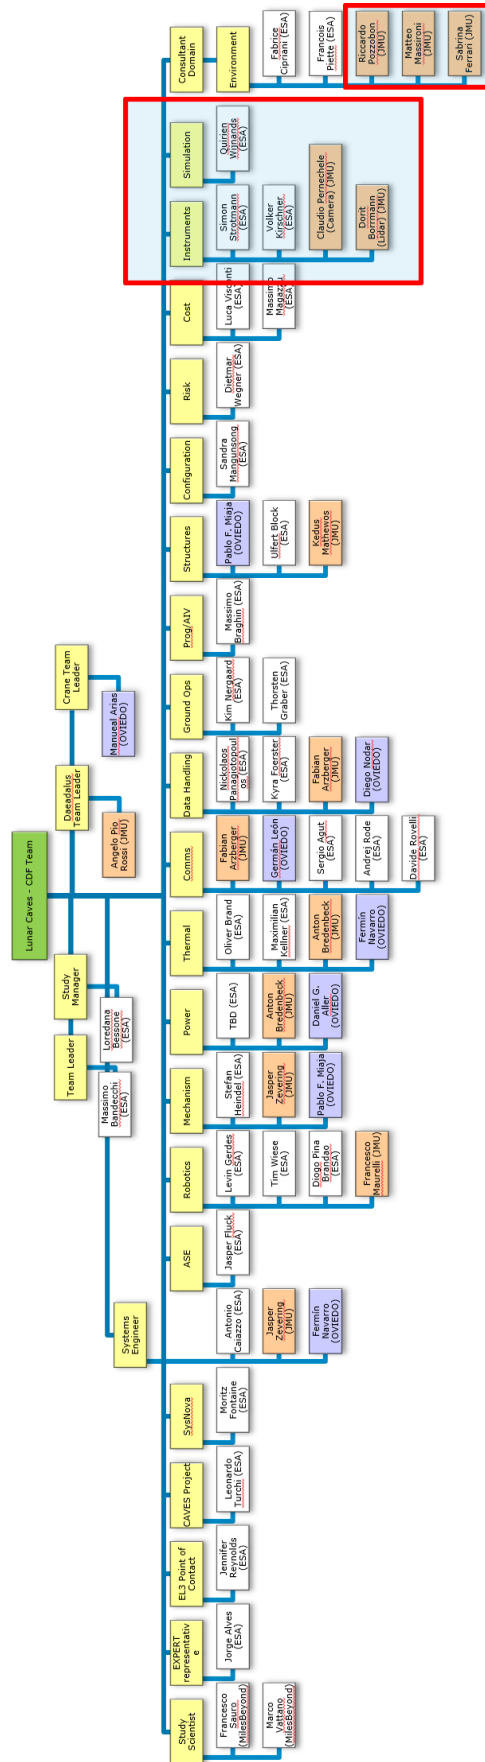 Lunar Caves - CDF Team
Team Leader
Massimo
Bandecchi
(ESA)
Study
Manager
Loredana
Bessone
(ESA)
Daeadalus
Team Leader
Angelo Pio
Rossi (JMU)
Crane Team
Leader
Manueal Arias
(OVIEDO)
Study
Scientist
Francesco
Sauro
(MilesBeyond)
Marco
Vattano
(MilesBeyond)
EXPERT
representativ
e
Jorge Alves
(ESA)
EL3 Point of
Contact
Jennifer
Reynolds
(ESA)
CAVES Project
Leonardo
Turchi (ESA)
SysNova
Moritz
Fontaine
(ESA)
Systems
Engineer
Antonio
Caiazzo (ESA)
Jasper
Zevering
(JMU)
Fermín
Navarro
(OVIEDO)
ASE
Jasper Fluck
(ESA)
Robotics
Levin Gerdes
(ESA)
Tim Wiese
(ESA)
Diogo Pina
Brandao
(ESA)
Francesco
Maurelli (JMU)
Mechanism
Stefan
Heindel (ESA)
Jasper
Zevering
(JMU)
Pablo F. Miaja
(OVIEDO)
Power
TBD (ESA)
Anton
Bredenbeck
(JMU)
Daniel G.
Aller
(OVIEDO)
Thermal
Oliver Brand
(ESA)
Maximilian
Kellner (ESA)
Anton
Bredenbeck
(JMU)
Fermín
Navarro
(OVIEDO)
Comms
Fabian
Arzberger
(JMU)
Germán León
(OVIEDO)
Sergio Agut
(ESA)
Andrej Rode
(ESA)
Davide Rovelli
(ESA)
Data Handling
Nickolaos
Panagiotopoul
os (ESA)
Kyra Foerster
(ESA)
Fabian
Arzberger
(JMU)
Diego Nodar
(OVIEDO)
Ground Ops
Kim Nergaard
(ESA)
Thorsten
Graber (ESA)
Prog/AIV
Massimo
Braghin (ESA)
Structures
Pablo F. Miaja
(OVIEDO)
Ulfert Block
(ESA)
Kedus
Mathewos
(JMU)
Configuration
Sandra
Mangunsong
(ESA)
Risk
Dietmar
Wegner (ESA)
Cost
Luca Visconti
(ESA)
Massimo
Magazzu
(ESA)
Instruments
Simon
Strotmann
(ESA)
Volker
Kirschner
(ESA)
Claudio Pernechele
(Camera) (JMU)
Dorit
Borrmann
(Lidar) (JMU)
Simulation
Quirien
Wijnands
(ESA)
Consultant
Domain
Environment
Fabrice
Cipriani (ESA)
Francois
Piette (ESA)
Riccardo
Pozzobon
(JMU)
Matteo
Massironi
(JMU)
Sabrina
Ferrari (JMU)